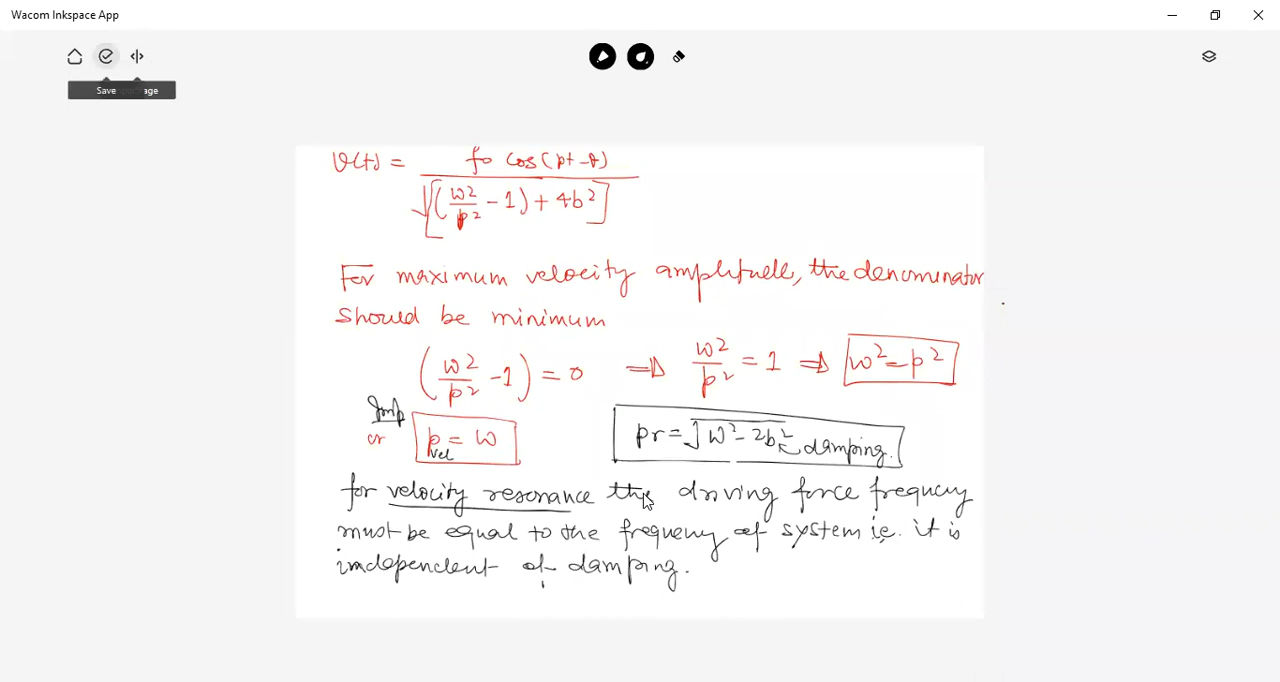 Wacom Inkspace App
Save
age
v(t) = fo cos(pt - θ) / √[(w²/p² - 1) + 4b²]
For maximum velocity amplitude, the denominator
should be minimum
(w²/p² - 1) = 0 ⇒ w²/p² = 1 ⇒ w² = p²
Imp
or p_vel = w
pr = √w² - 2b² damping.
for velocity resonance the driving force frequency
must be equal to the frequency of system i.e. it is
independent of damping.